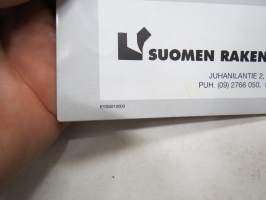 SUOMEN RAKEN
JUHANILANTIE 2,
PUH. (09) 2766 050.